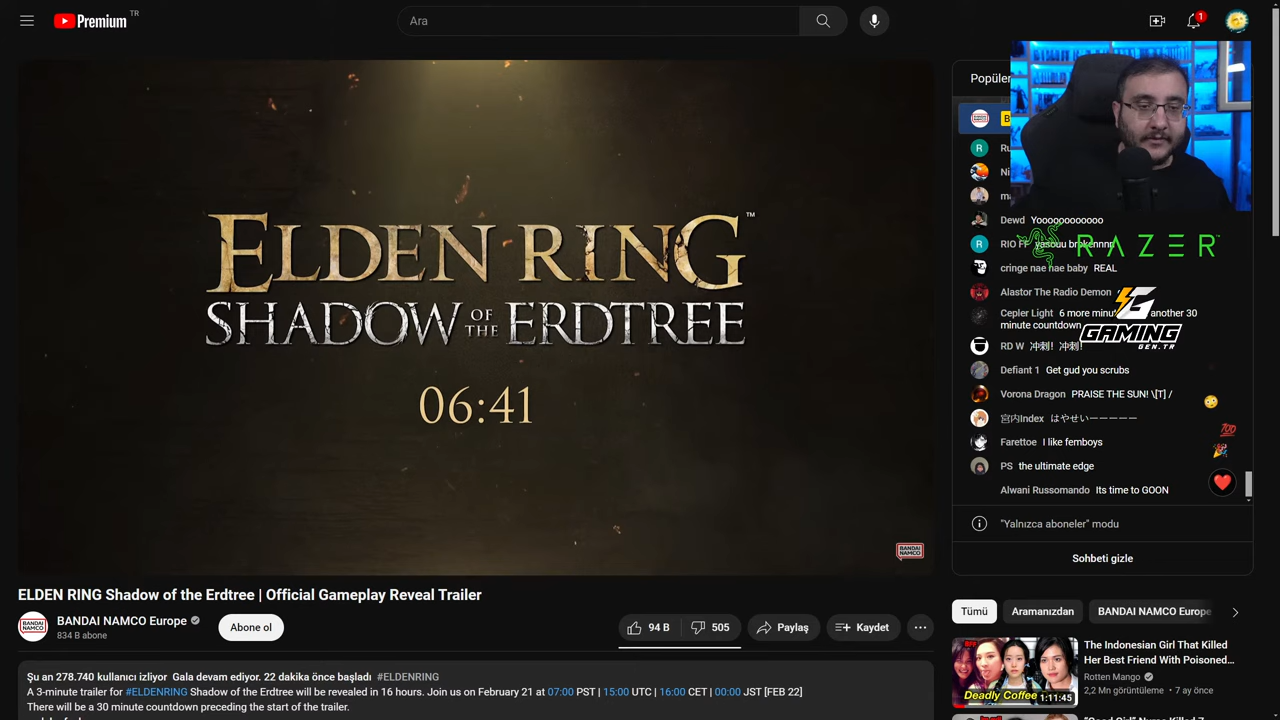 Premium TR
Ara
1
ELDEN RING™
SHADOW OF THE ERDTREE
06:41
BANDAI NAMCO
ELDEN RING Shadow of the Erdtree | Official Gameplay Reveal Trailer
BANDAI NAMCO Europe
834 B abone
Abone ol
94 B
505
Paylaş
Kaydet
Şu an 278.740 kullanıcı izliyor Gala devam ediyor. 22 dakika önce başladı #ELDENRING
A 3-minute trailer for #ELDENRING Shadow of the Erdtree will be revealed in 16 hours. Join us on February 21 at 07:00 PST | 15:00 UTC | 16:00 CET | 00:00 JST [FEB 22]
There will be a 30 minute countdown preceding the start of the trailer.
Popüler
R
Dewd Yooooooooooo
R RIO FF yasouu brokennnn
RAZER
cringe nae nae baby REAL
Alastor The Radio Demon
Cepler Light 6 more minu another 30
minute countdown
G
GAMING
GEN.TR
RD W 冲刺！冲刺！
Defiant 1 Get gud you scrubs
Vorona Dragon PRAISE THE SUN! \[T] /
宮内Index はやせいーーーーー
100
Farettoe I like femboys
PS the ultimate edge
Alwani Russomando Its time to GOON
"Yalnızca aboneler" modu
Sohbeti gizle
Tümü
Aramanızdan
BANDAI NAMCO Europe
Deadly Coffee
1:11:45
The Indonesian Girl That Killed
Her Best Friend With Poisoned...
Rotten Mango
2,2 Mn görüntüleme • 7 ay önce